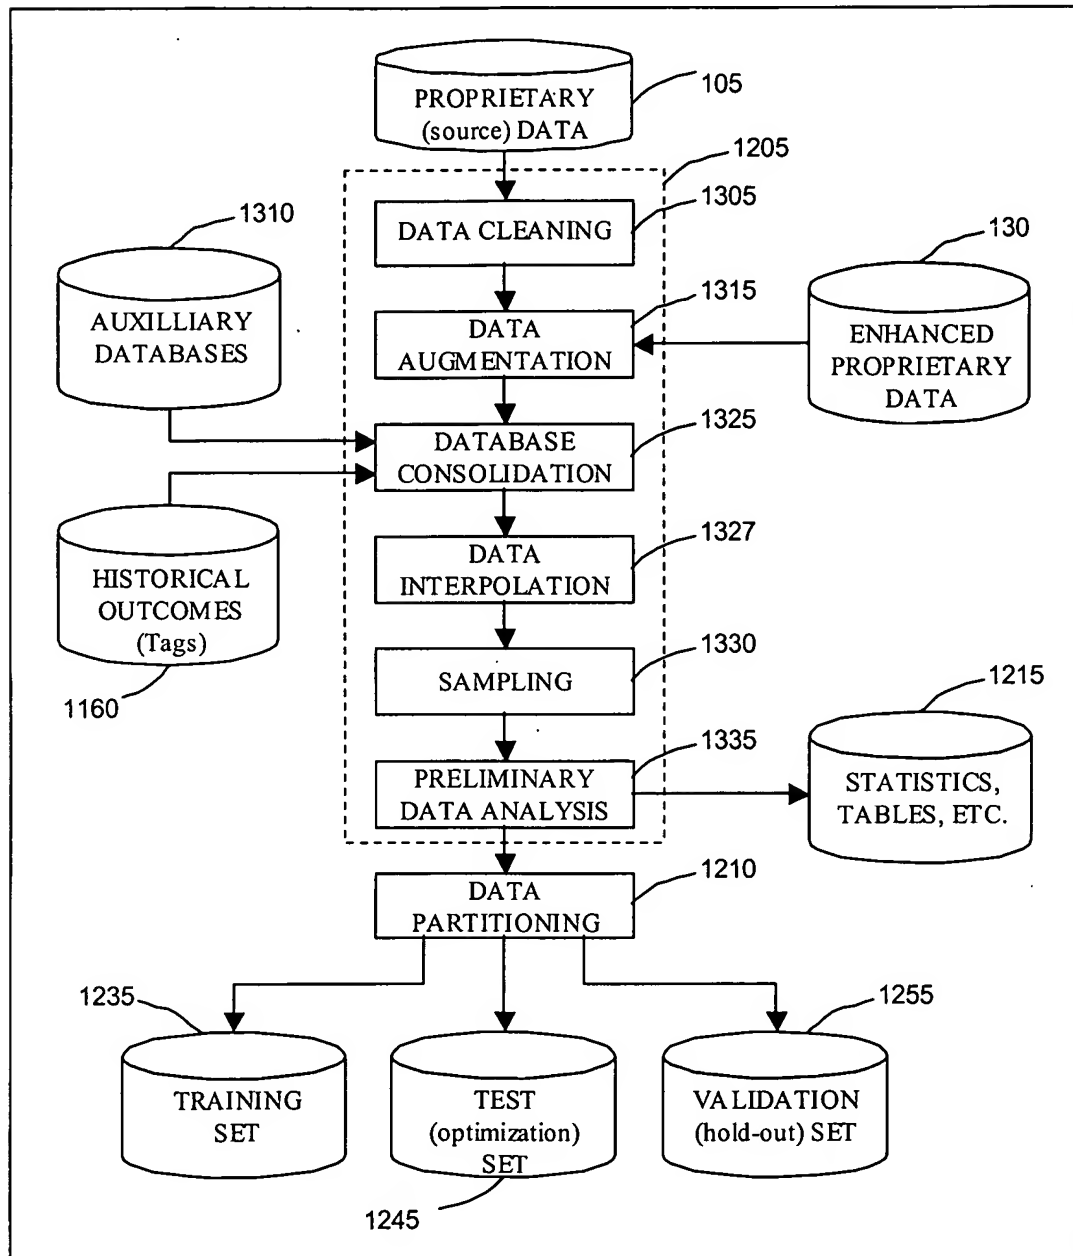 PROPRIETARY
(source) DATA
105
1205
DATA CLEANING
1305
1310
AUXILLIARY
DATABASES
DATA
AUGMENTATION
1315
130
ENHANCED
PROPRIETARY
DATA
DATABASE
CONSOLIDATION
1325
HISTORICAL
OUTCOMES
(Tags)
1160
DATA
INTERPOLATION
1327
SAMPLING
1330
PRELIMINARY
DATA ANALYSIS
1335
1215
STATISTICS,
TABLES, ETC.
DATA
PARTITIONING
1210
1235
TRAINING
SET
TEST
(optimization)
SET
1245
1255
VALIDATION
(hold-out) SET